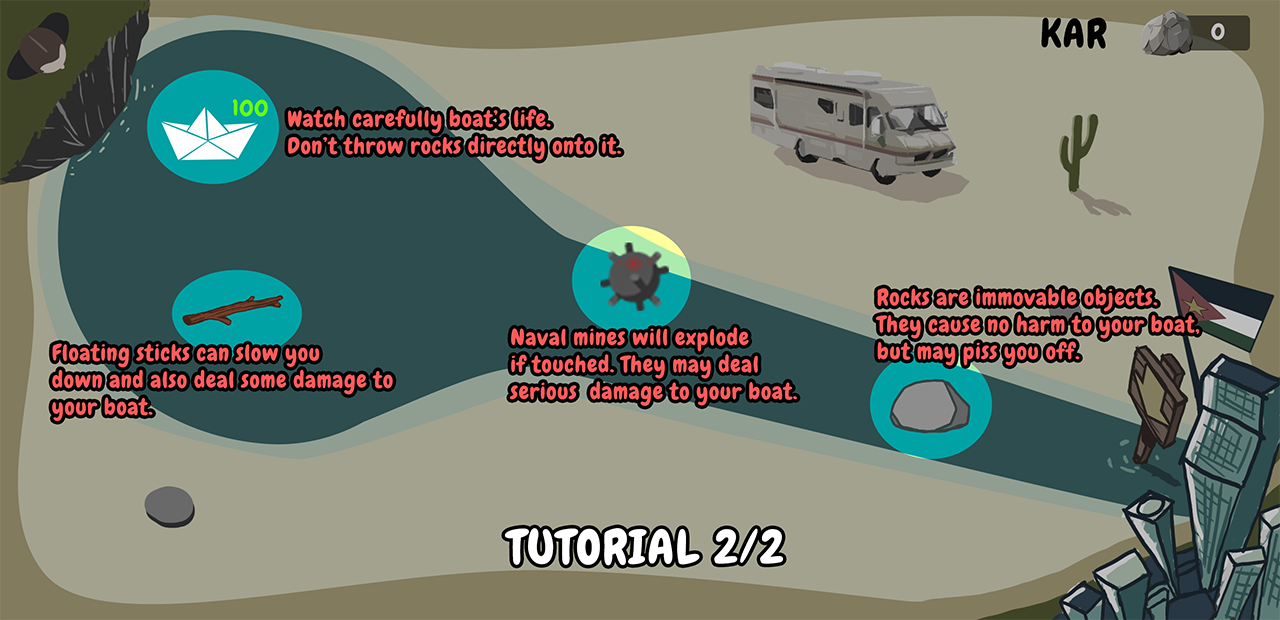 KAR
0
100
Watch carefully boat's life.
Don't throw rocks directly onto it.
Rocks are immovable objects.
They cause no harm to your boat,
but may piss you off.
Naval mines will explode
if touched. They may deal
serious damage to your boat.
Floating sticks can slow you
down and also deal some damage to
your boat.
TUTORIAL 2/2